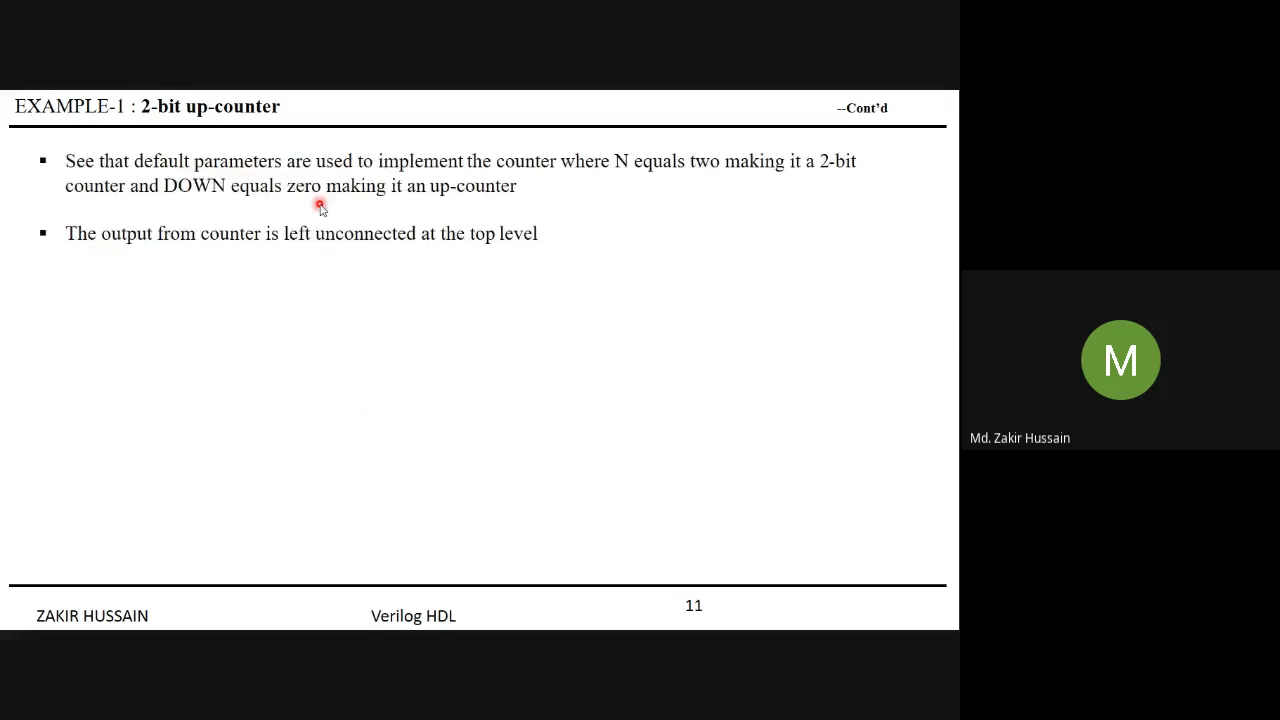 EXAMPLE-1 : 2-bit up-counter
--Cont'd
▪ See that default parameters are used to implement the counter where N equals two making it a 2-bit
counter and DOWN equals zero making it an up-counter
▪ The output from counter is left unconnected at the top level
M
Md. Zakir Hussain
ZAKIR HUSSAIN
Verilog HDL
11